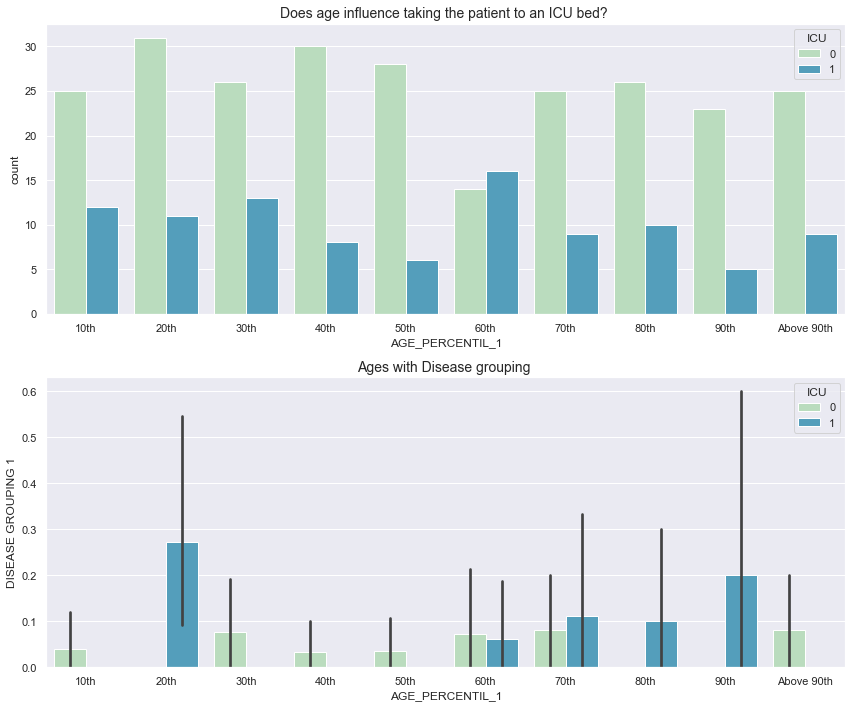 Does age influence taking the patient to an ICU bed?
ICU
0
1
30
25
20
15
10
5
0
count
10th 20th 30th 40th 50th 60th 70th 80th 90th Above 90th
AGE_PERCENTIL_1
Ages with Disease grouping
ICU
0
1
0.6
0.5
0.4
0.3
0.2
0.1
0.0
DISEASE GROUPING 1
10th 20th 30th 40th 50th 60th 70th 80th 90th Above 90th
AGE_PERCENTIL_1